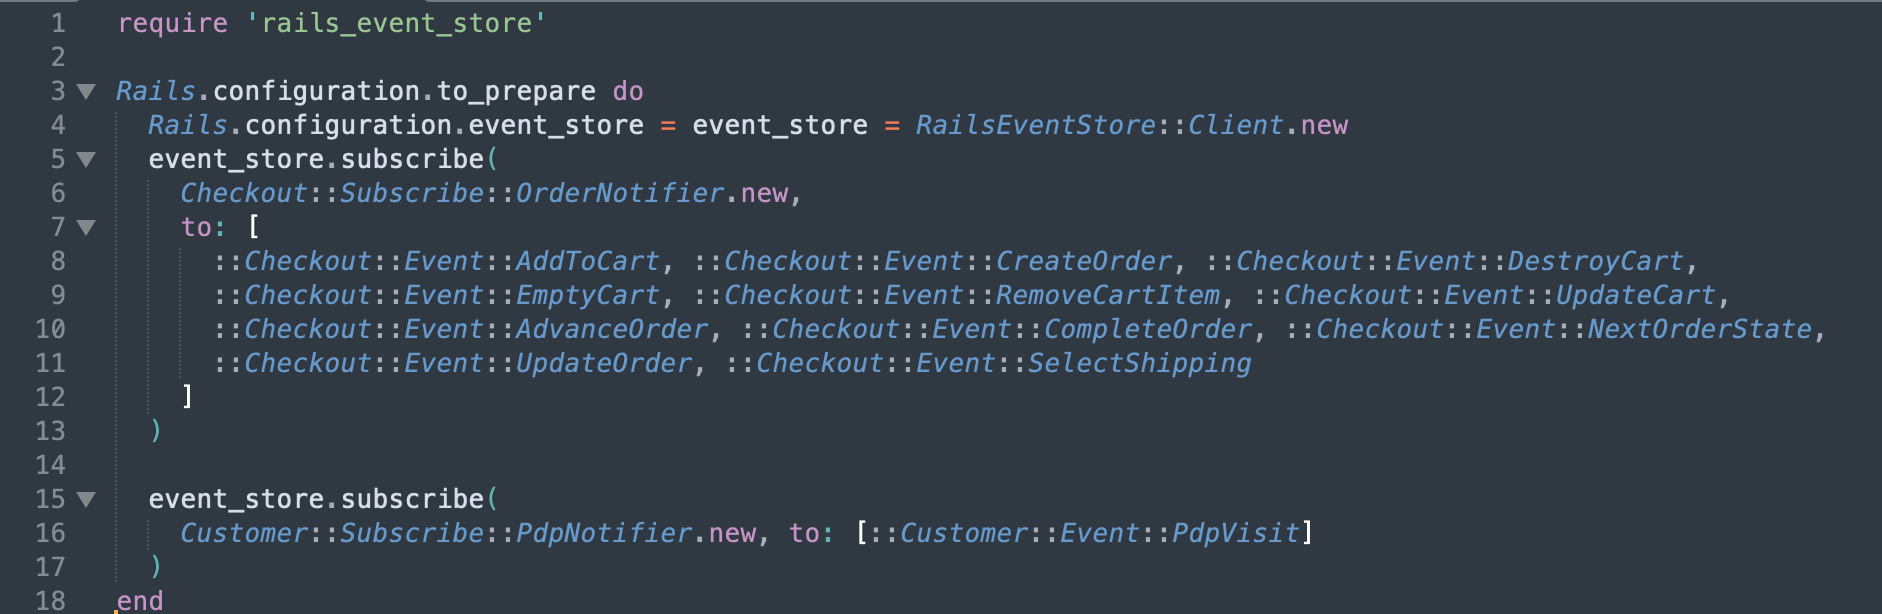 1 require 'rails_event_store'
2
3 Rails.configuration.to_prepare do
4   Rails.configuration.event_store = event_store = RailsEventStore::Client.new
5   event_store.subscribe(
6     Checkout::Subscribe::OrderNotifier.new,
7     to: [
8       ::Checkout::Event::AddToCart, ::Checkout::Event::CreateOrder, ::Checkout::Event::DestroyCart,
9       ::Checkout::Event::EmptyCart, ::Checkout::Event::RemoveCartItem, ::Checkout::Event::UpdateCart,
10       ::Checkout::Event::AdvanceOrder, ::Checkout::Event::CompleteOrder, ::Checkout::Event::NextOrderState,
11       ::Checkout::Event::UpdateOrder, ::Checkout::Event::SelectShipping
12     ]
13   )
14
15   event_store.subscribe(
16     Customer::Subscribe::PdpNotifier.new, to: [::Customer::Event::PdpVisit]
17   )
18 end